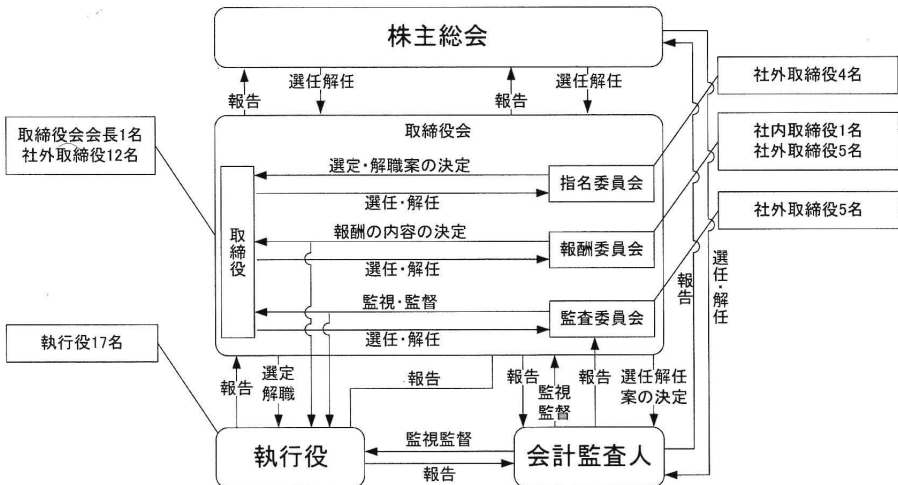 株主総会
社外取締役4名
報告
選任解任
報告
選任解任
取締役会会長1名
社外取締役12名
取締役会
社内取締役1名
社外取締役5名
選定・解職案の決定
指名委員会
選任・解任
社外取締役5名
取締役
報酬の内容の決定
報酬委員会
選任・解任
監視・監督
監査委員会
選任・解任
報告
選任・解任
執行役17名
報告
選定
解職
報告
報告
監視
監督
報告
選任解任
案の決定
執行役
監視監督
報告
会計監査人